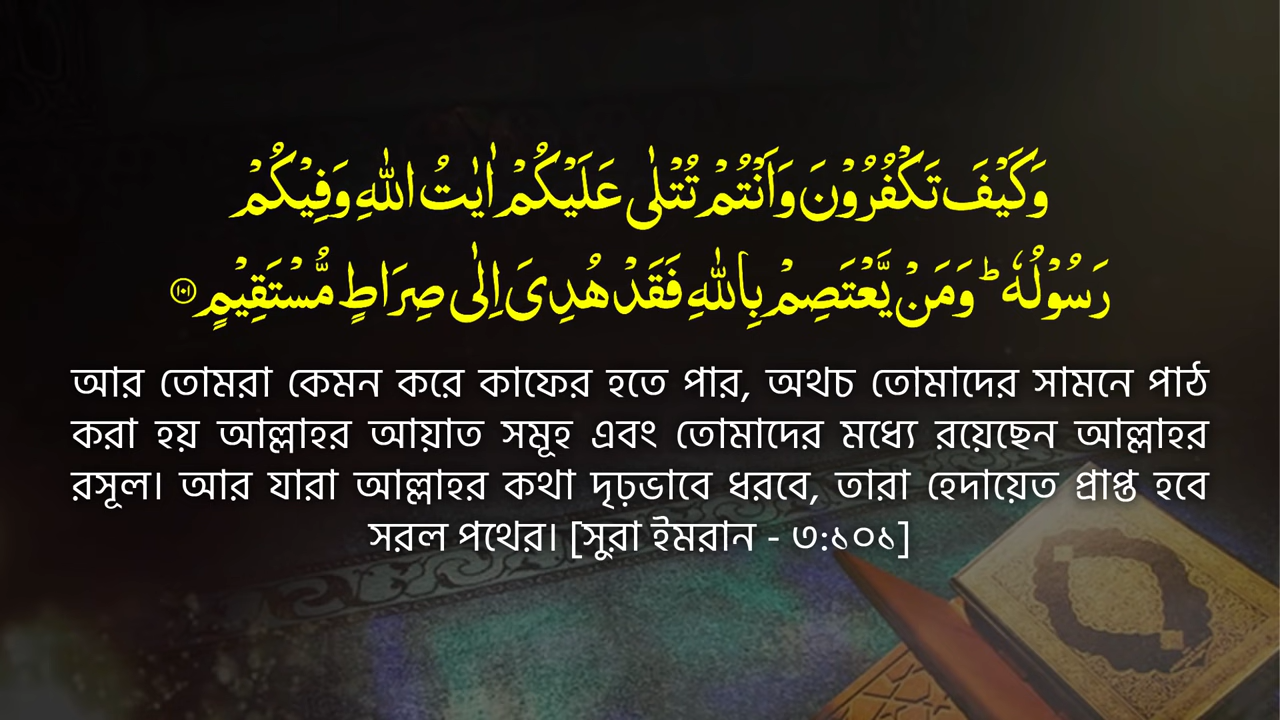 وَكَيْفَ تَكْفُرُوْنَ وَاَنْتُمْ تُتْلٰى عَلَيْكُمْ اٰيٰتُ اللّٰهِ وَفِيْكُمْ
رَسُوْلُهٗ ؕ وَمَنْ يَّعْتَصِمْ بِاللّٰهِ فَقَدْ هُدِىَ اِلٰى صِرَاطٍ مُّسْتَقِيْمٍ ۝١٠١
আর তোমরা কেমন করে কাফের হতে পার, অথচ তোমাদের সামনে পাঠ
করা হয় আল্লাহর আয়াত সমূহ এবং তোমাদের মধ্যে রয়েছেন আল্লাহর
রসূল। আর যারা আল্লাহর কথা দৃঢ়ভাবে ধরবে, তারা হেদায়েত প্রাপ্ত হবে
সরল পথের। [সুরা ইমরান - ৩:১০১]